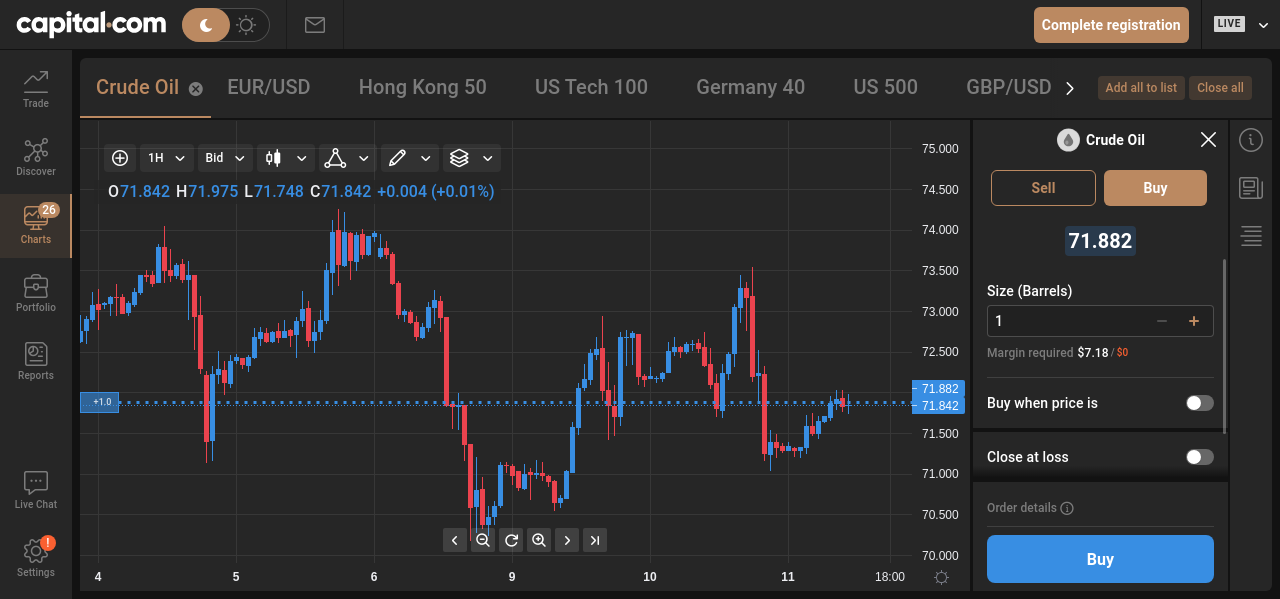 capital.com
Complete registration
LIVE
Trade
Discover
26
Charts
Portfolio
Reports
Live Chat
!
Settings
Crude Oil EUR/USD Hong Kong 50 US Tech 100 Germany 40 US 500 GBP/USD
Add all to list Close all
1H Bid
O71.842 H71.975 L71.748 C71.842 +0.004 (+0.01%)
75.000
74.500
74.000
73.500
73.000
72.500
71.882
71.842
71.500
71.000
70.500
70.000
+1.0
4 5 6 9 10 11 18:00
Crude Oil
Sell Buy
71.882
Size (Barrels)
1
Margin required $7.18 / $0
Buy when price is
Close at loss
Order details i
Buy
i